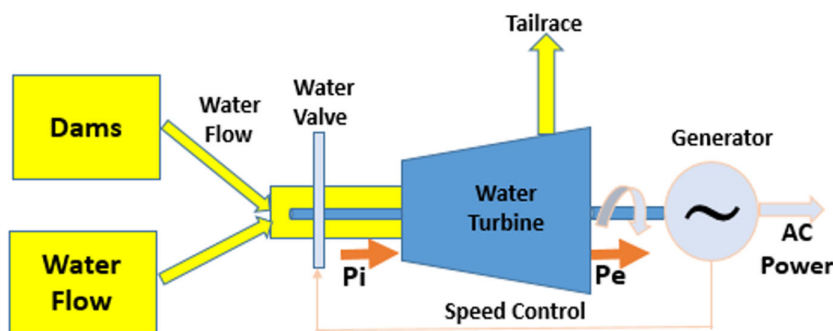 Tailrace
Water
Valve
Water
Flow
Dams
Generator
Water
Turbine
~
AC
Power
Water
Flow
Pi
Pe
Speed Control